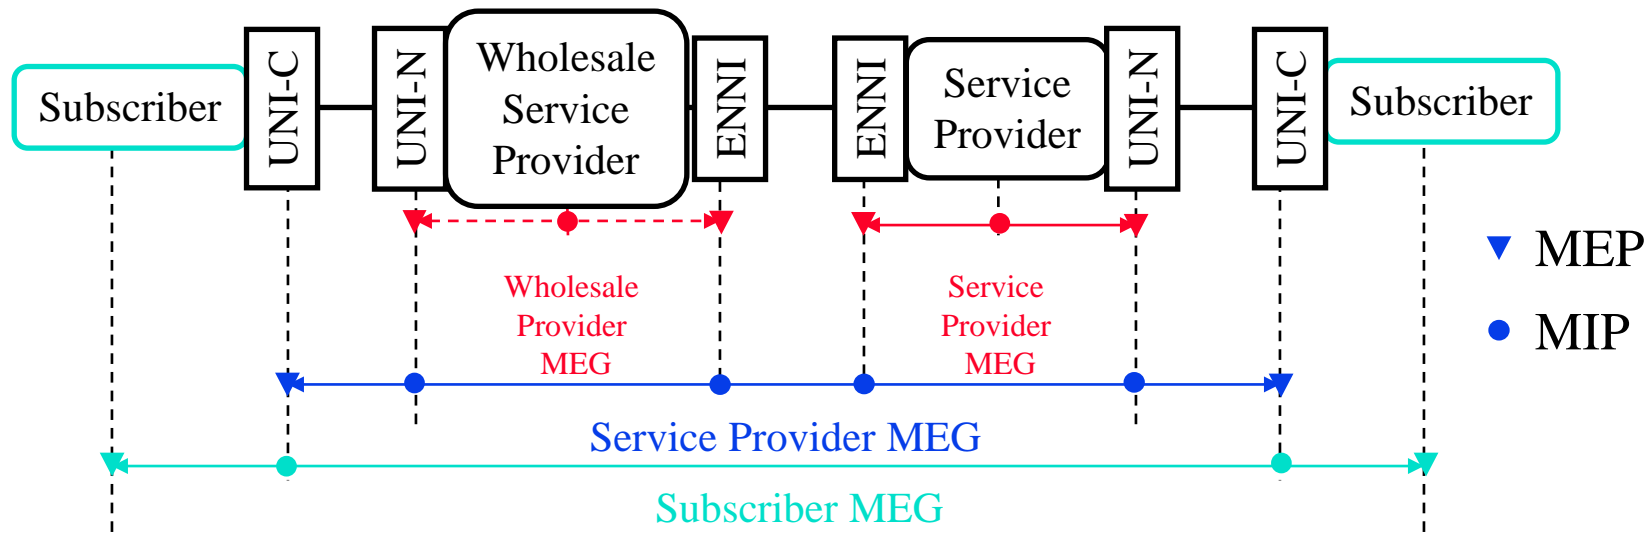 Subscriber
UNI-C
UNI-N
Wholesale
Service
Provider
ENNI
ENNI
Service
Provider
UNI-N
UNI-C
Subscriber
Wholesale
Provider
MEG
Service
Provider
MEG
MEP
MIP
Service Provider MEG
Subscriber MEG